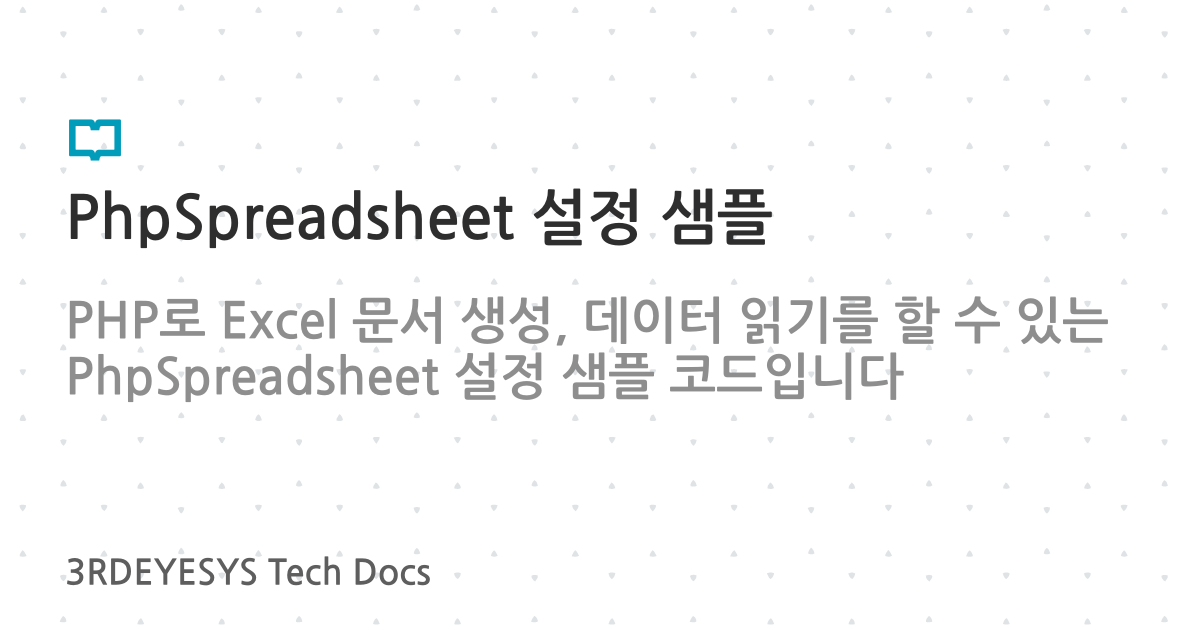 PhpSpreadsheet 설정 샘플
PHP로 Excel 문서 생성, 데이터 읽기를 할 수 있는
PhpSpreadsheet 설정 샘플 코드입니다
3RDEYESYS Tech Docs